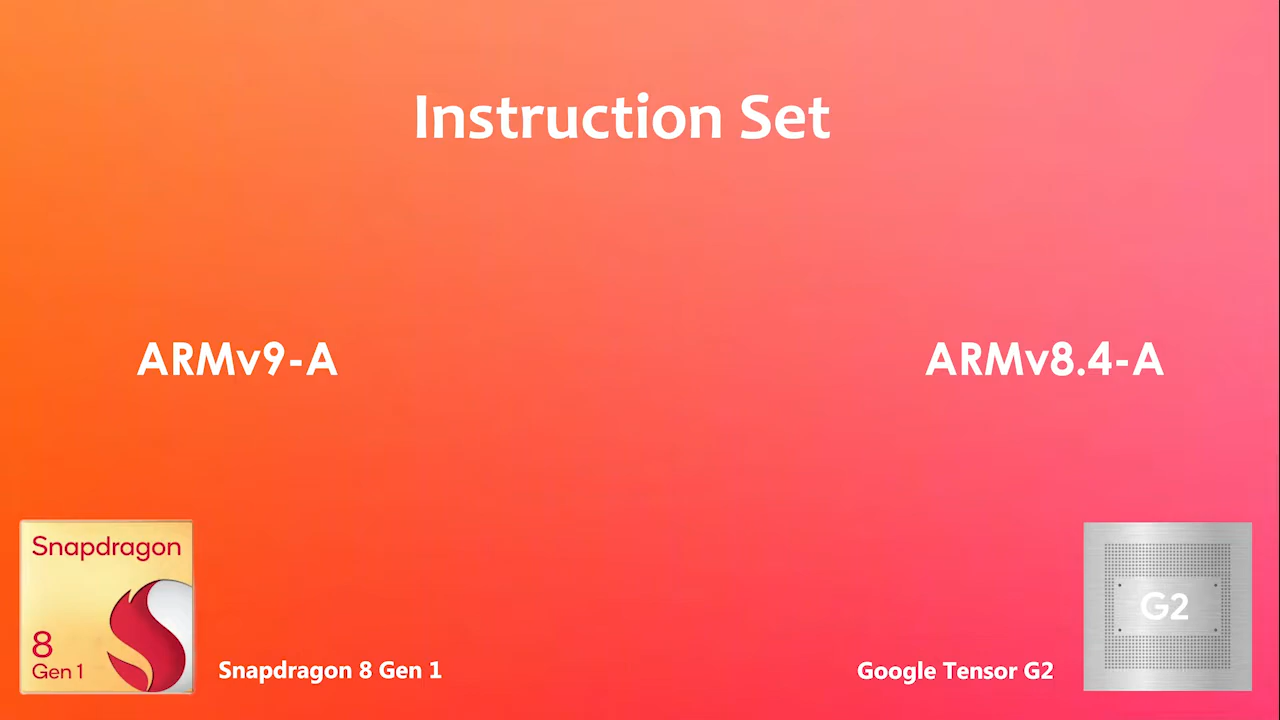 Instruction Set
ARMv9-A
ARMv8.4-A
Snapdragon
8
Gen 1
Snapdragon 8 Gen 1
Google Tensor G2
G2